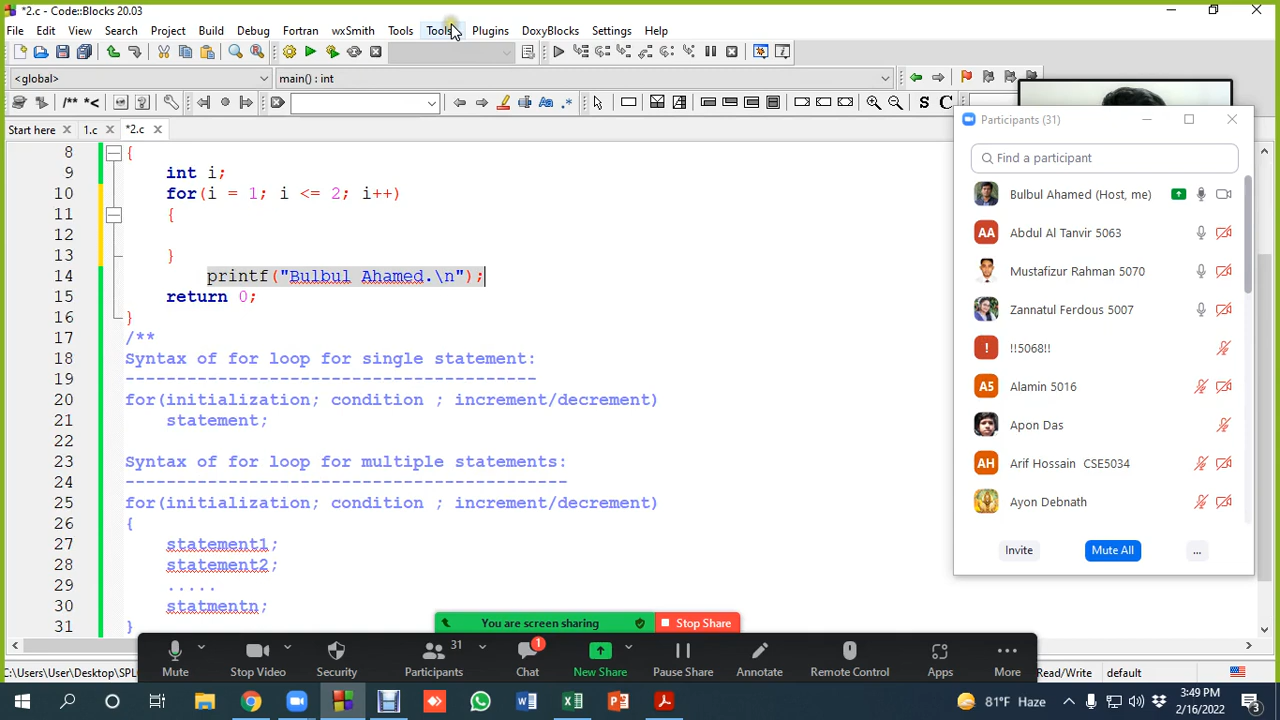 *2.c - Code::Blocks 20.03
File Edit View Search Project Build Debug Fortran wxSmith Tools Tools Plugins DoxyBlocks Settings Help
<global> main() : int
/** *< S C
Start here 1.c *2.c
8 {
9 int i;
10 for(i = 1; i <= 2; i++)
11 {
12
13 }
14 printf("Bulbul Ahamed.\n");
15 return 0;
16 }
17 /**
18 Syntax of for loop for single statement:
19 ----------------------------------------
20 for(initialization; condition ; increment/decrement)
21 statement;
22
23 Syntax of for loop for multiple statements:
24 -------------------------------------------
25 for(initialization; condition ; increment/decrement)
26 {
27 statement1;
28 statement2;
29 .....
30 statmentn;
31 }
Participants (31)
Find a participant
Bulbul Ahamed (Host, me)
AA Abdul Al Tanvir 5063
Mustafizur Rahman 5070
Zannatul Ferdous 5007
! !!5068!!
A5 Alamin 5016
Apon Das
AH Arif Hossain CSE5034
Ayon Debnath
Invite Mute All ...
You are screen sharing Stop Share
31 1
Mute Stop Video Security Participants Chat New Share Pause Share Annotate Remote Control Apps More
C:\Users\User\Desktop\SPL Read/Write default
81°F Haze 3:49 PM
2/16/2022 3